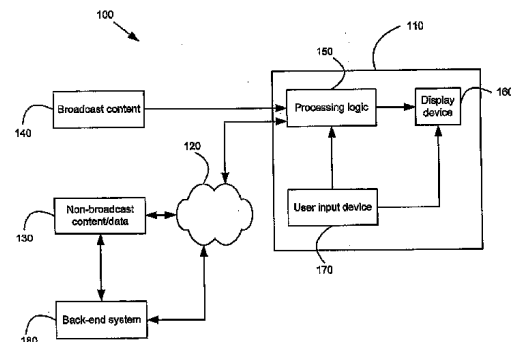 100
110
150
Broadcast content
Processing logic
Display
device
160
140
120
Non-broadcast
content/data
130
User input device
170
Back-end system
180